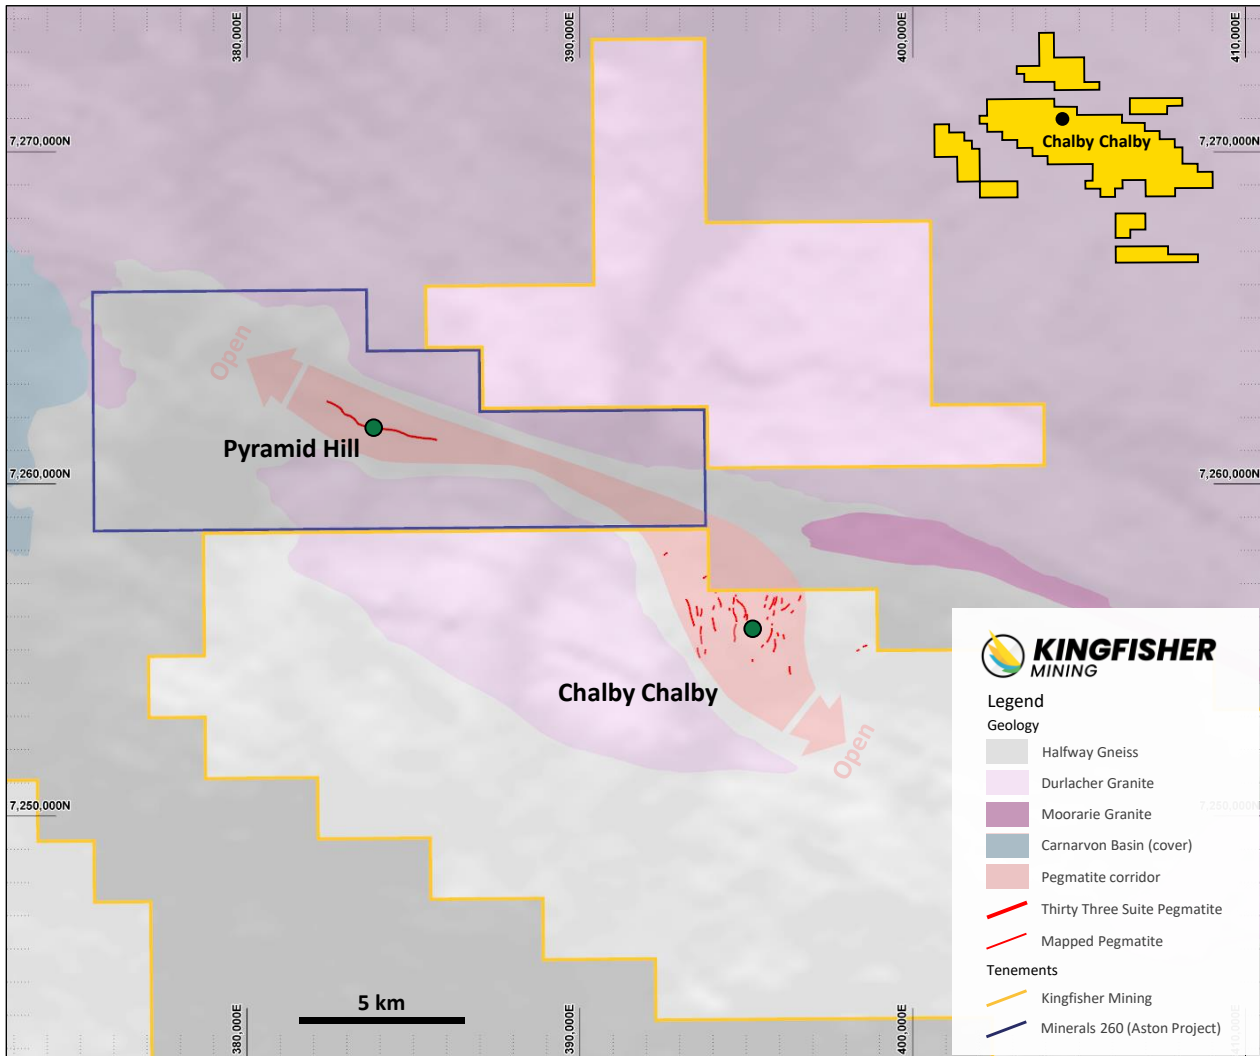 380,000E
390,000E
400,000E
410,000E
7,270,000N
7,270,000N
Chalby Chalby
Open
Pyramid Hill
7,260,000N
7,260,000N
Chalby Chalby
Open
7,250,000N
7,250,000N
KINGFISHER
MINING
Legend
Geology
Halfway Gneiss
Durlacher Granite
Moorarie Granite
Carnarvon Basin (cover)
Pegmatite corridor
Thirty Three Suite Pegmatite
Mapped Pegmatite
Tenements
Kingfisher Mining
Minerals 260 (Aston Project)
5 km
380,000E
390,000E
400,000E
410,000E